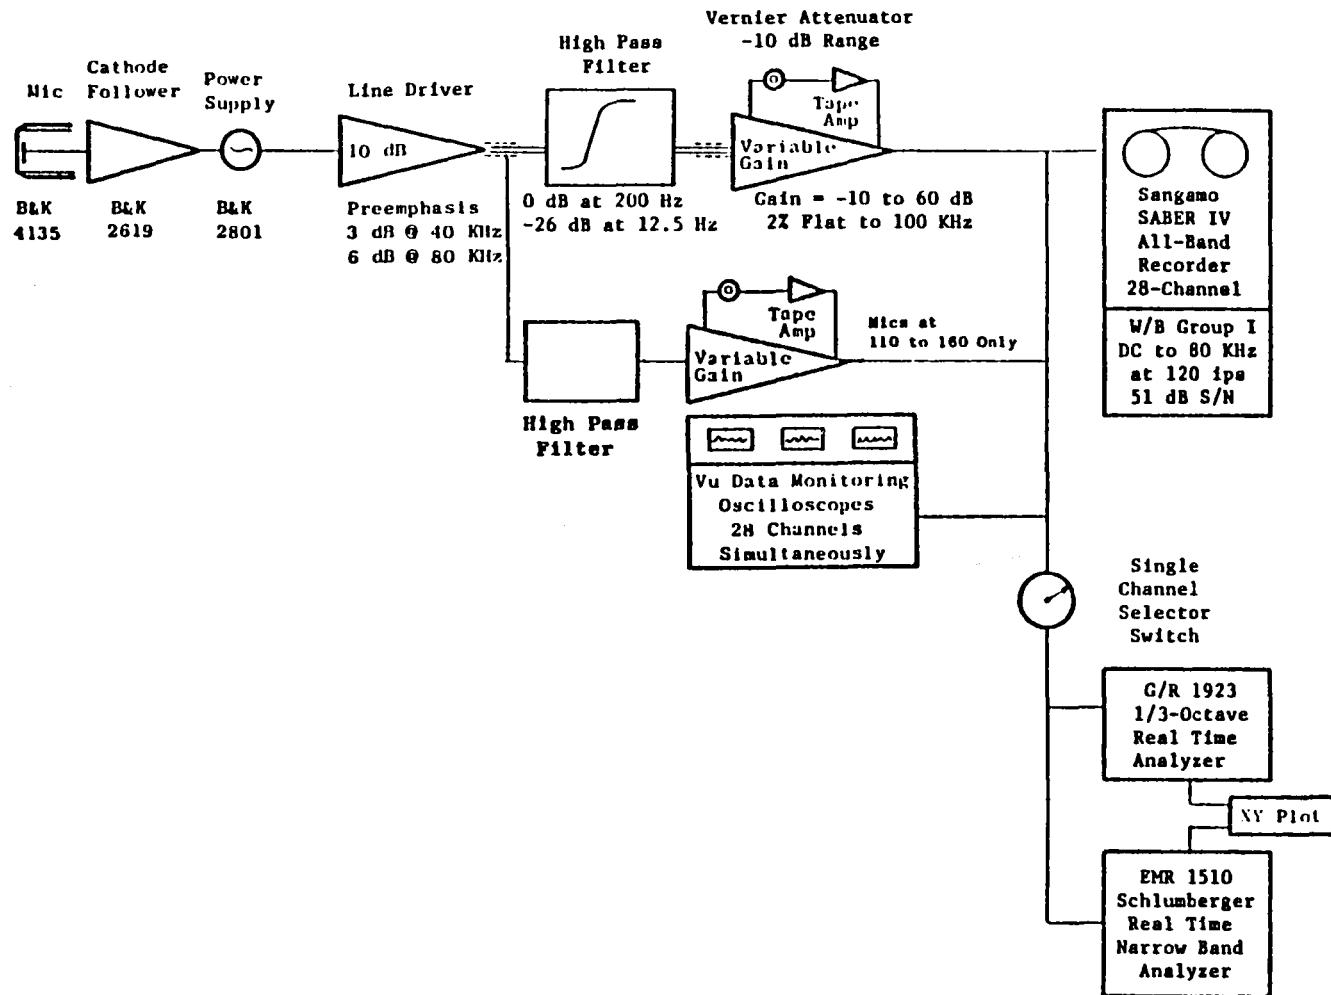 Vernier Attenuator
-10 dB Range
High Pass
Filter
Cathode
Follower
Mic
Power
Supply
Line Driver
10 dB
Tape
Amp
Variable
Gain
B&K
4135
B&K
2619
B&K
2801
Preemphasis
3 dB @ 40 KHz
6 dB @ 80 KHz
0 dB at 200 Hz
-26 dB at 12.5 Hz
Gain = -10 to 60 dB
2% Flat to 100 KHz
Sangamo
SABER IV
All-Band
Recorder
28-Channel
W/B Group I
DC to 80 KHz
at 120 ips
51 dB S/N
Tape
Amp
Variable
Gain
Mics at
110 to 160 Only
High Pass
Filter
Vu Data Monitoring
Oscilloscopes
28 Channels
Simultaneously
Single
Channel
Selector
Switch
G/R 1923
1/3-Octave
Real Time
Analyzer
XY Plot
EMR 1510
Schlumberger
Real Time
Narrow Band
Analyzer